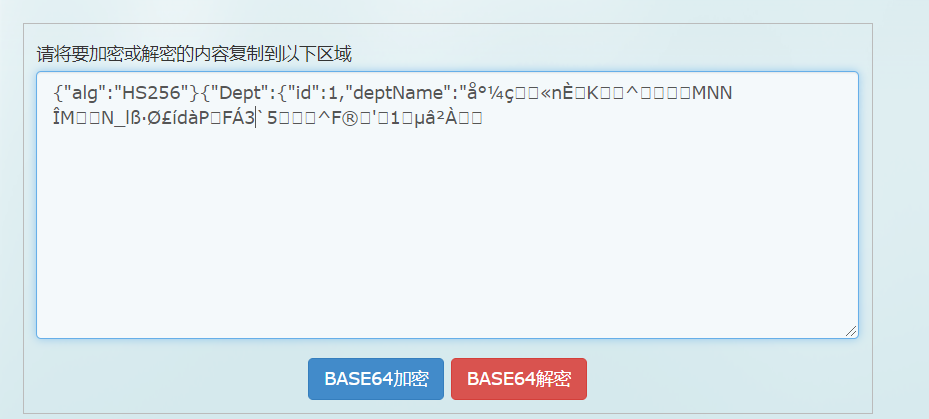 请将要加密或解密的内容复制到以下区域
{"alg":"HS256"}{"Dept":{"id":1,"deptName":"å°¼ç□□«nÈ□K□□^□□□□MNN
ÎM□□N_lß·Ø£ídàP□FÁ3`5□□□^F®□'□1□µâ²À□□
BASE64加密 BASE64解密